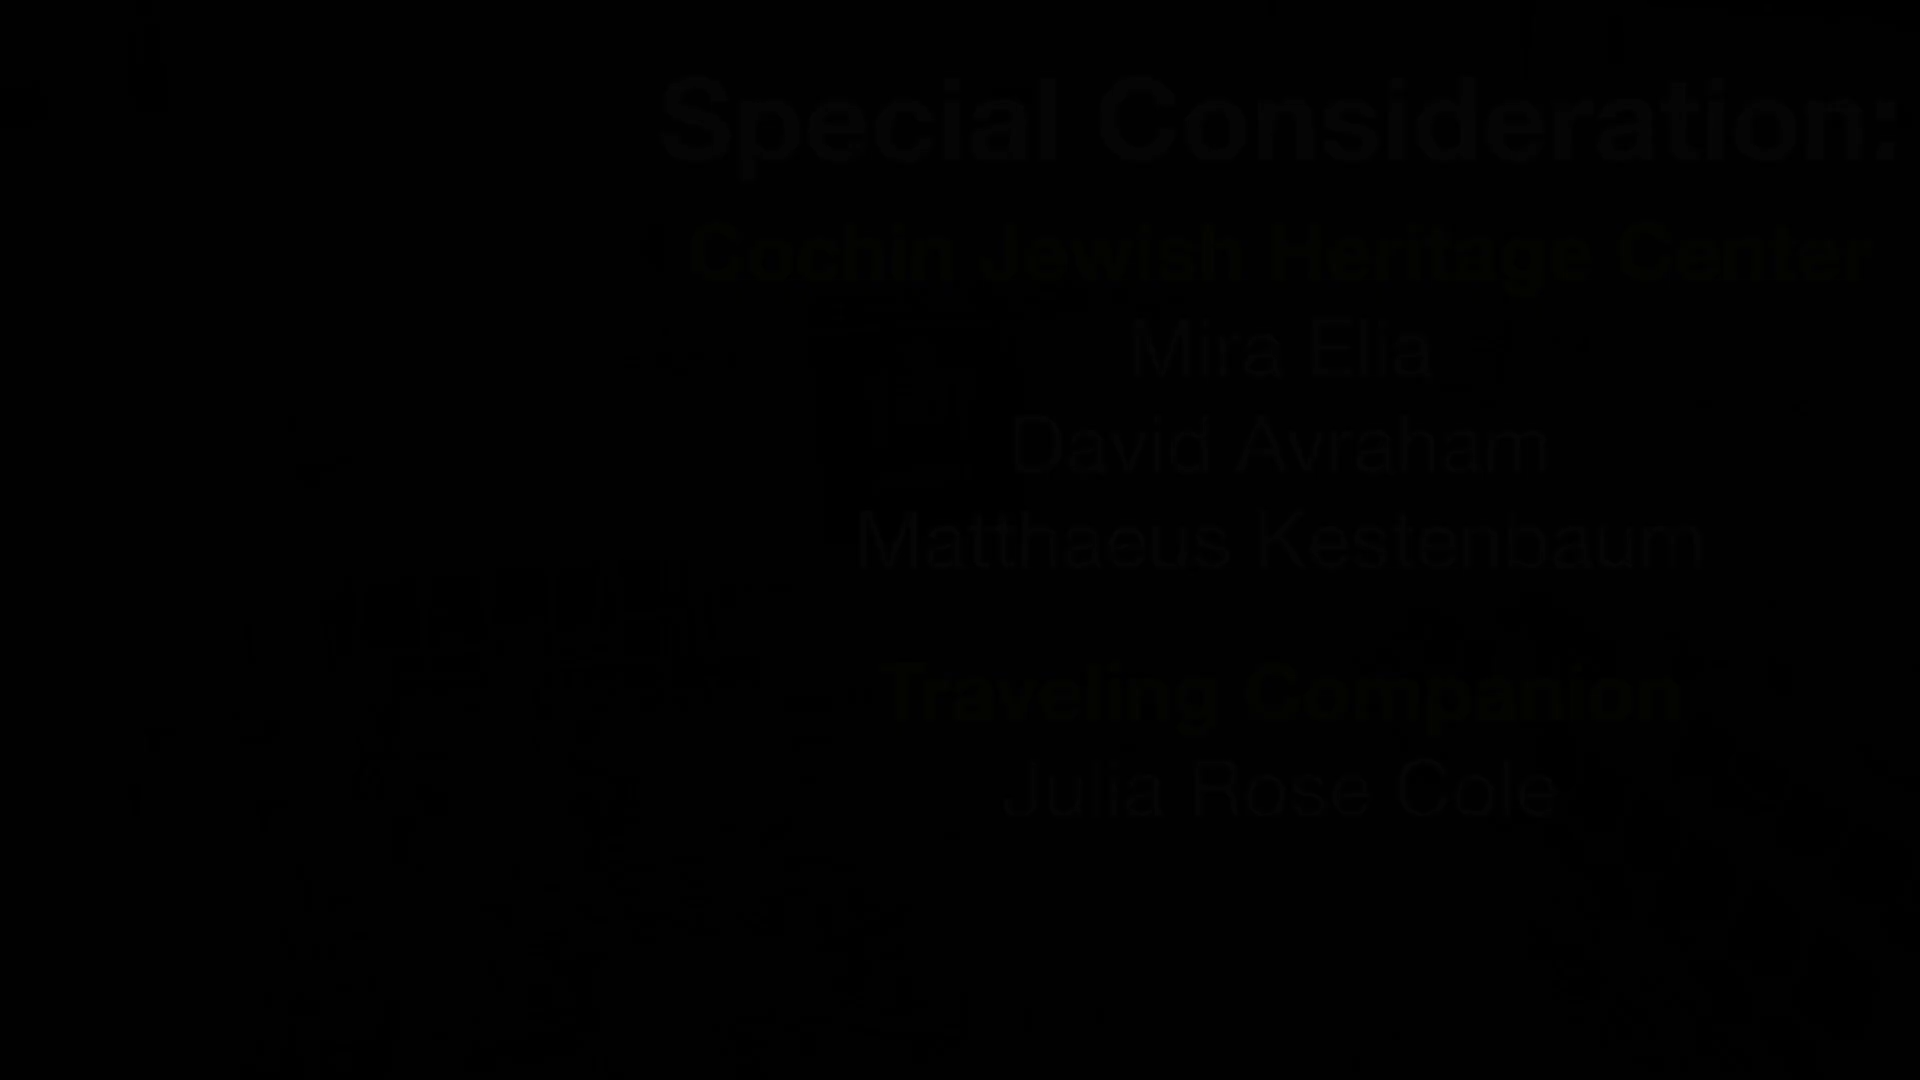 Special Consideration:
Cochin Jewish Heritage Center
Mira Elia
David Avraham
Matthaeus Kestenbaum
Traveling Companion
Julia Rose Cole